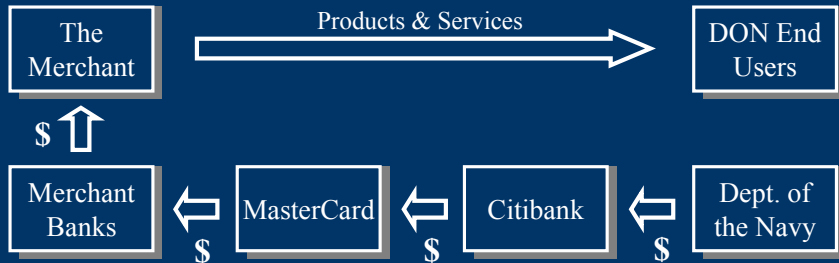 The
Merchant
Products & Services
DON End
Users
$
Merchant
Banks
$
MasterCard
$
Citibank
$
Dept. of
the Navy